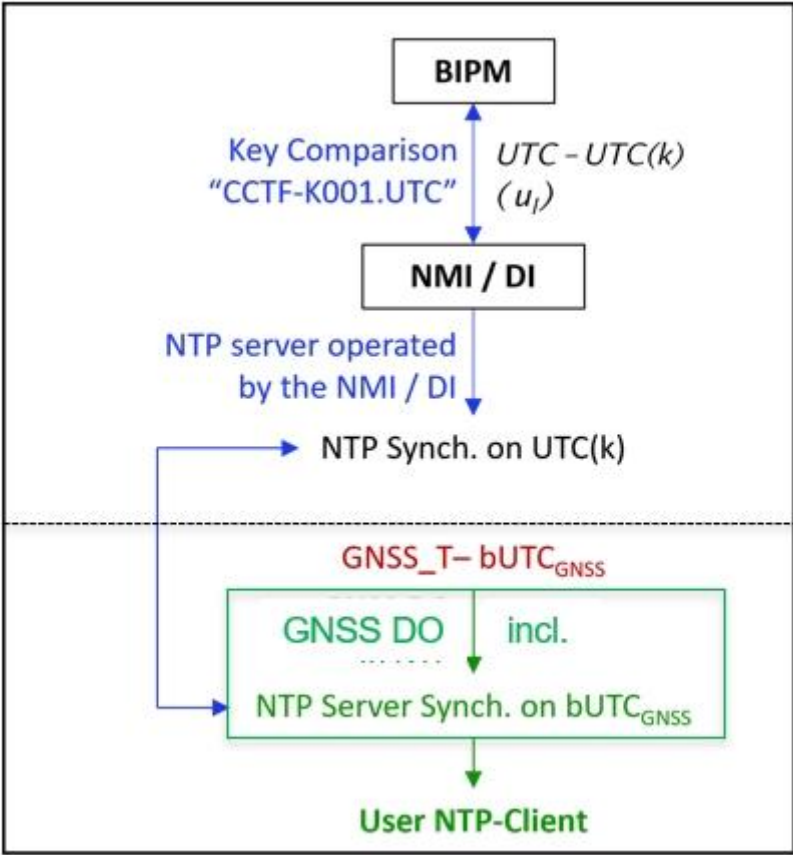 BIPM
Key Comparison
“CCTF-K001.UTC”
UTC – UTC(k)
(u_l)
NMI / DI
NTP server operated
by the NMI / DI
NTP Synch. on UTC(k)
GNSS_T– bUTC_GNSS
GNSS DO incl.
NTP Server Synch. on bUTC_GNSS
User NTP-Client